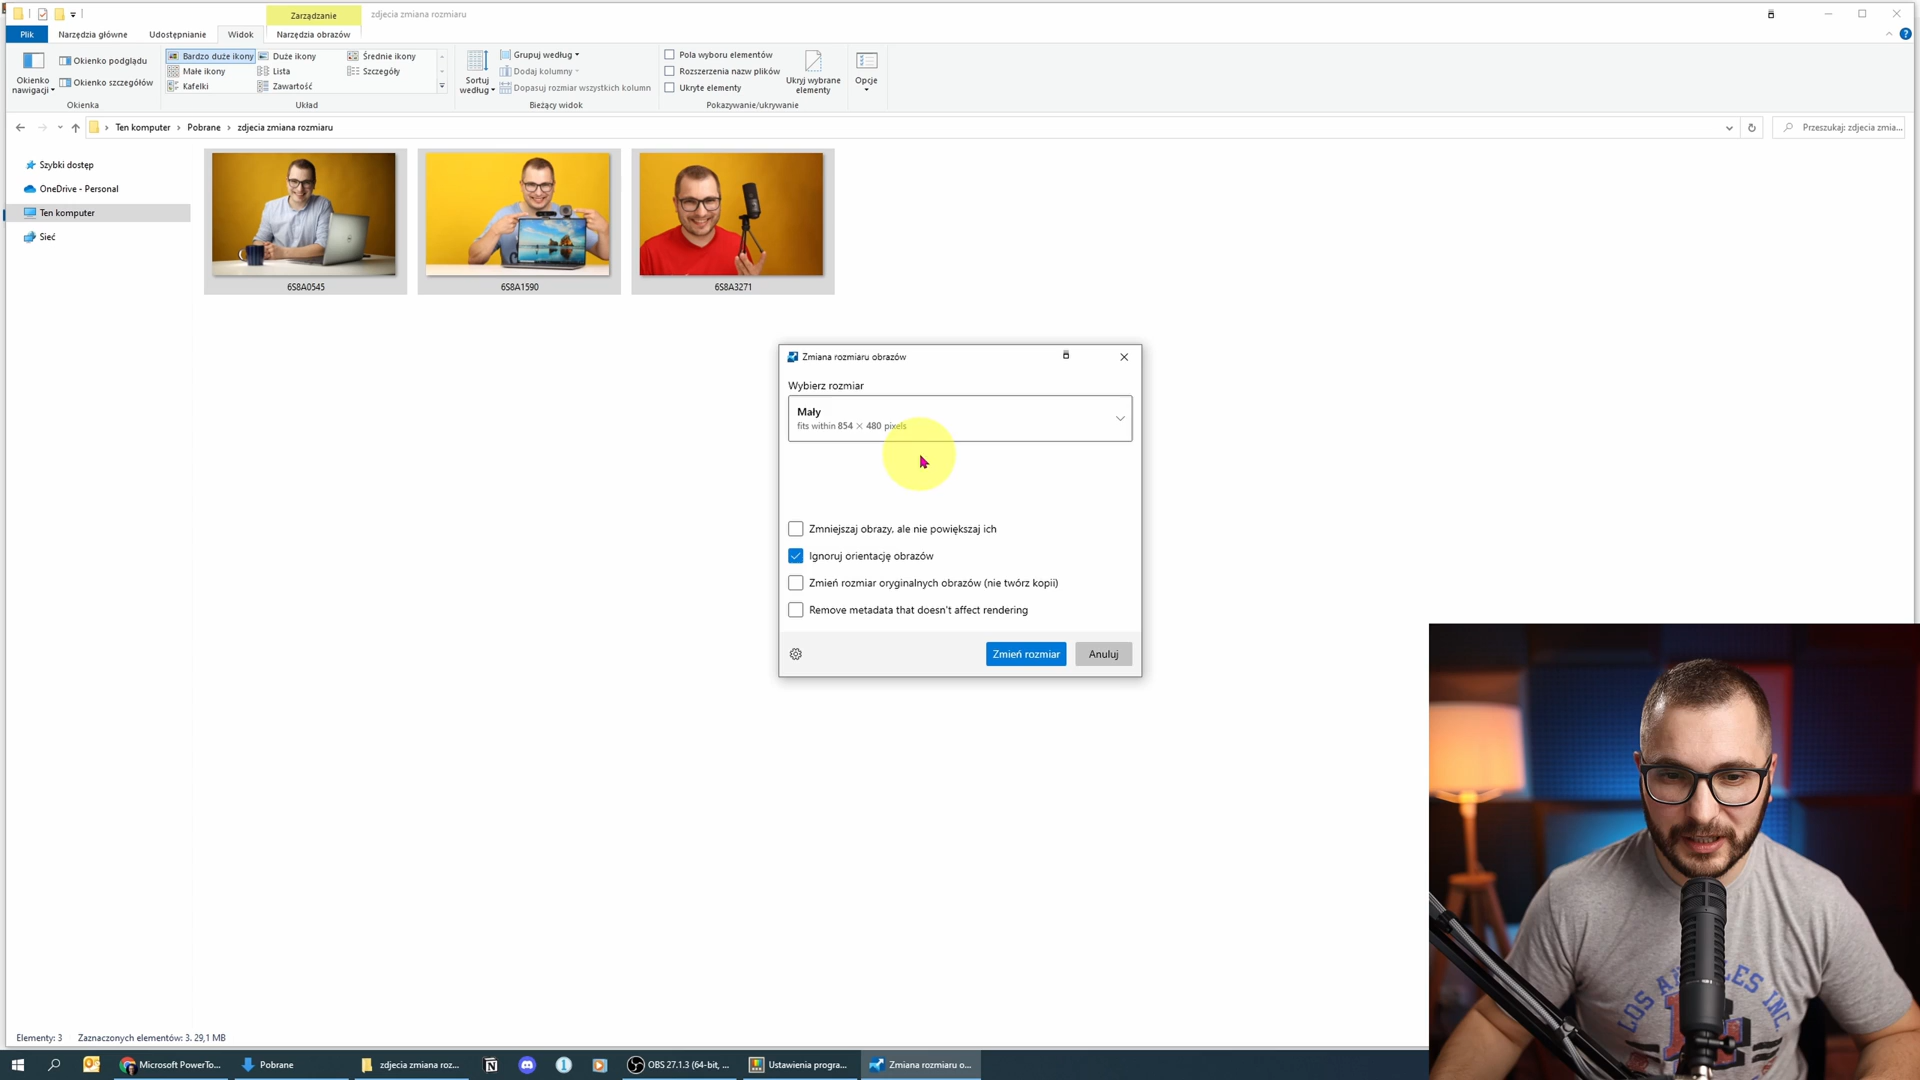 Zarządzanie
zdjecia zmiana rozmiaru
Plik
Narzędzia główne
Udostępnianie
Widok
Narzędzia obrazów
Okienko nawigacji
Okienko podglądu
Okienko szczegółów
Okienka
Bardzo duże ikony
Duże ikony
Średnie ikony
Małe ikony
Lista
Szczegóły
Kafelki
Zawartość
Układ
Sortuj według
Grupuj według
Dodaj kolumny
Dopasuj rozmiar wszystkich kolumn
Bieżący widok
Pola wyboru elementów
Rozszerzenia nazw plików
Ukryte elementy
Ukryj wybrane elementy
Pokazywanie/ukrywanie
Opcje
Ten komputer > Pobrane > zdjecia zmiana rozmiaru
Przeszukaj: zdjecia zmia...
Szybki dostęp
OneDrive - Personal
Ten komputer
Sieć
6S8A0545
6S8A1590
6S8A3271
Zmiana rozmiaru obrazów
Wybierz rozmiar
Mały
fits within 854 × 480 pixels
Zmniejszaj obrazy, ale nie powiększaj ich
Ignoruj orientację obrazów
Zmień rozmiar oryginalnych obrazów (nie twórz kopii)
Remove metadata that doesn't affect rendering
Zmień rozmiar
Anuluj
LOS ANGELES INC.
Elementy: 3
Zaznaczonych elementów: 3. 29,1 MB
Microsoft PowerTo...
Pobrane
zdjecia zmiana roz...
OBS 27.1.3 (64-bit, ...
Ustawienia progra...
Zmiana rozmiaru o...